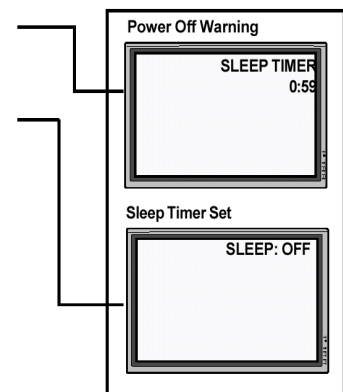 Power Off Warning
SLEEP TIMER
0:59
Sleep Timer Set
SLEEP: OFF